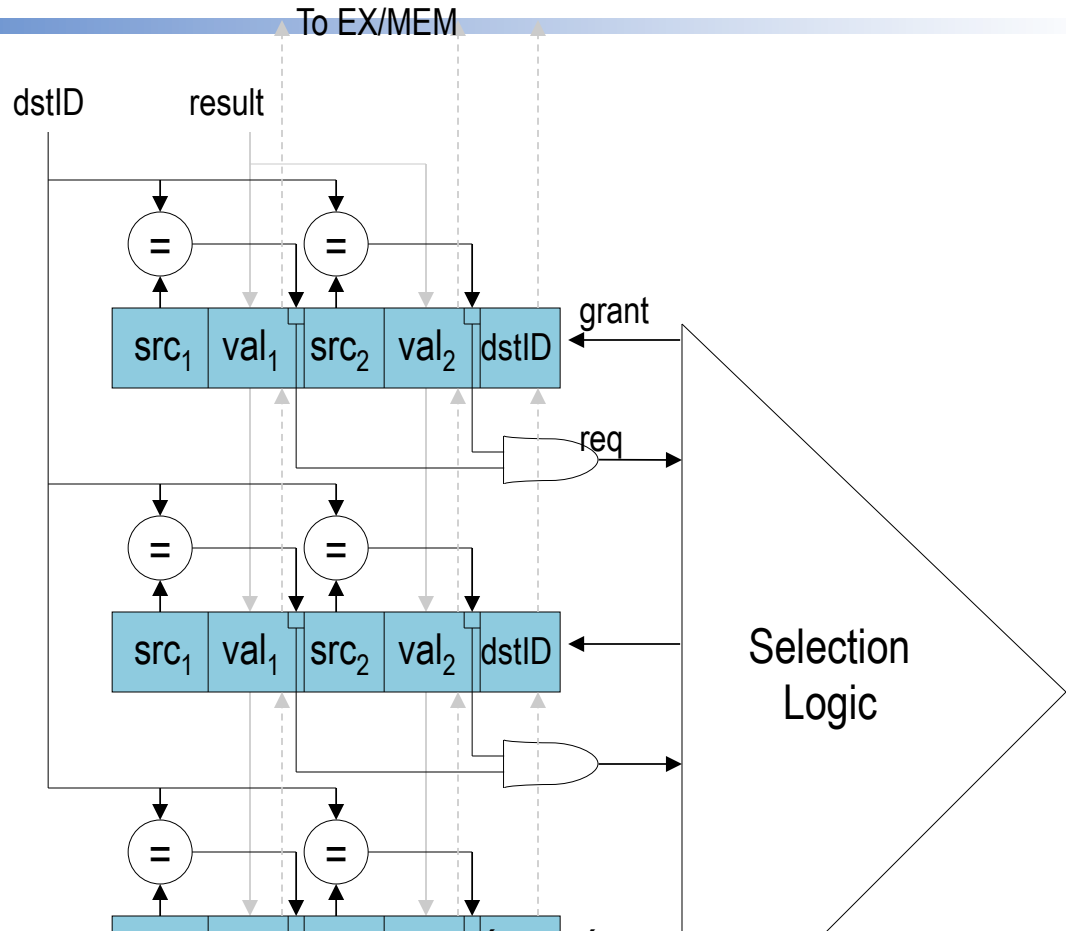 To EX/MEM
dstID result
= =
grant
src₁ val₁ src₂ val₂ dstID
req
= =
src₁ val₁ src₂ val₂ dstID
Selection
Logic
= =